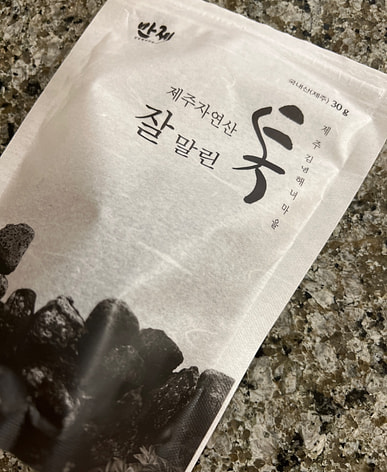 만제
국내산(제주) 30g
제주자연산
잘 말린
톳
제주김녕해녀마을